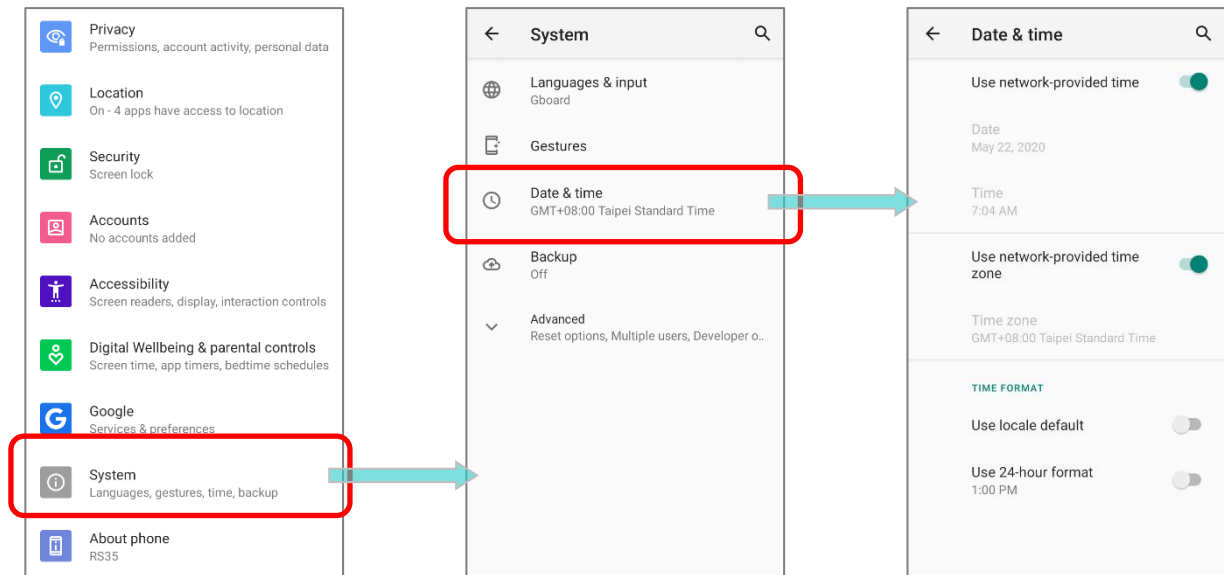 Privacy
Permissions, account activity, personal data
Location
On - 4 apps have access to location
Security
Screen lock
Accounts
No accounts added
Accessibility
Screen readers, display, interaction controls
Digital Wellbeing & parental controls
Screen time, app timers, bedtime schedules
Google
Services & preferences
System
Languages, gestures, time, backup
About phone
RS35
System
Languages & input
Gboard
Gestures
Date & time
GMT+08:00 Taipei Standard Time
Backup
Off
Advanced
Reset options, Multiple users, Developer o..
Date & time
Use network-provided time
Date
May 22, 2020
Time
7:04 AM
Use network-provided time
zone
Time zone
GMT+08:00 Taipei Standard Time
TIME FORMAT
Use locale default
Use 24-hour format
1:00 PM